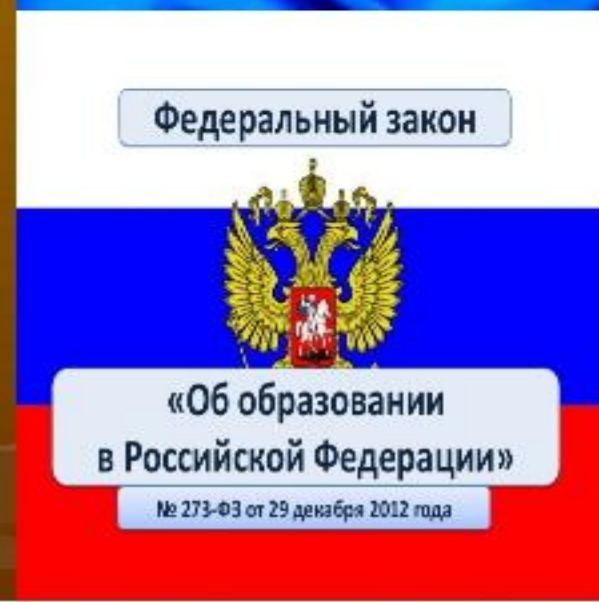 Федеральный закон
«Об образовании
в Российской Федерации»
№ 273-ФЗ от 29 декабря 2012 года